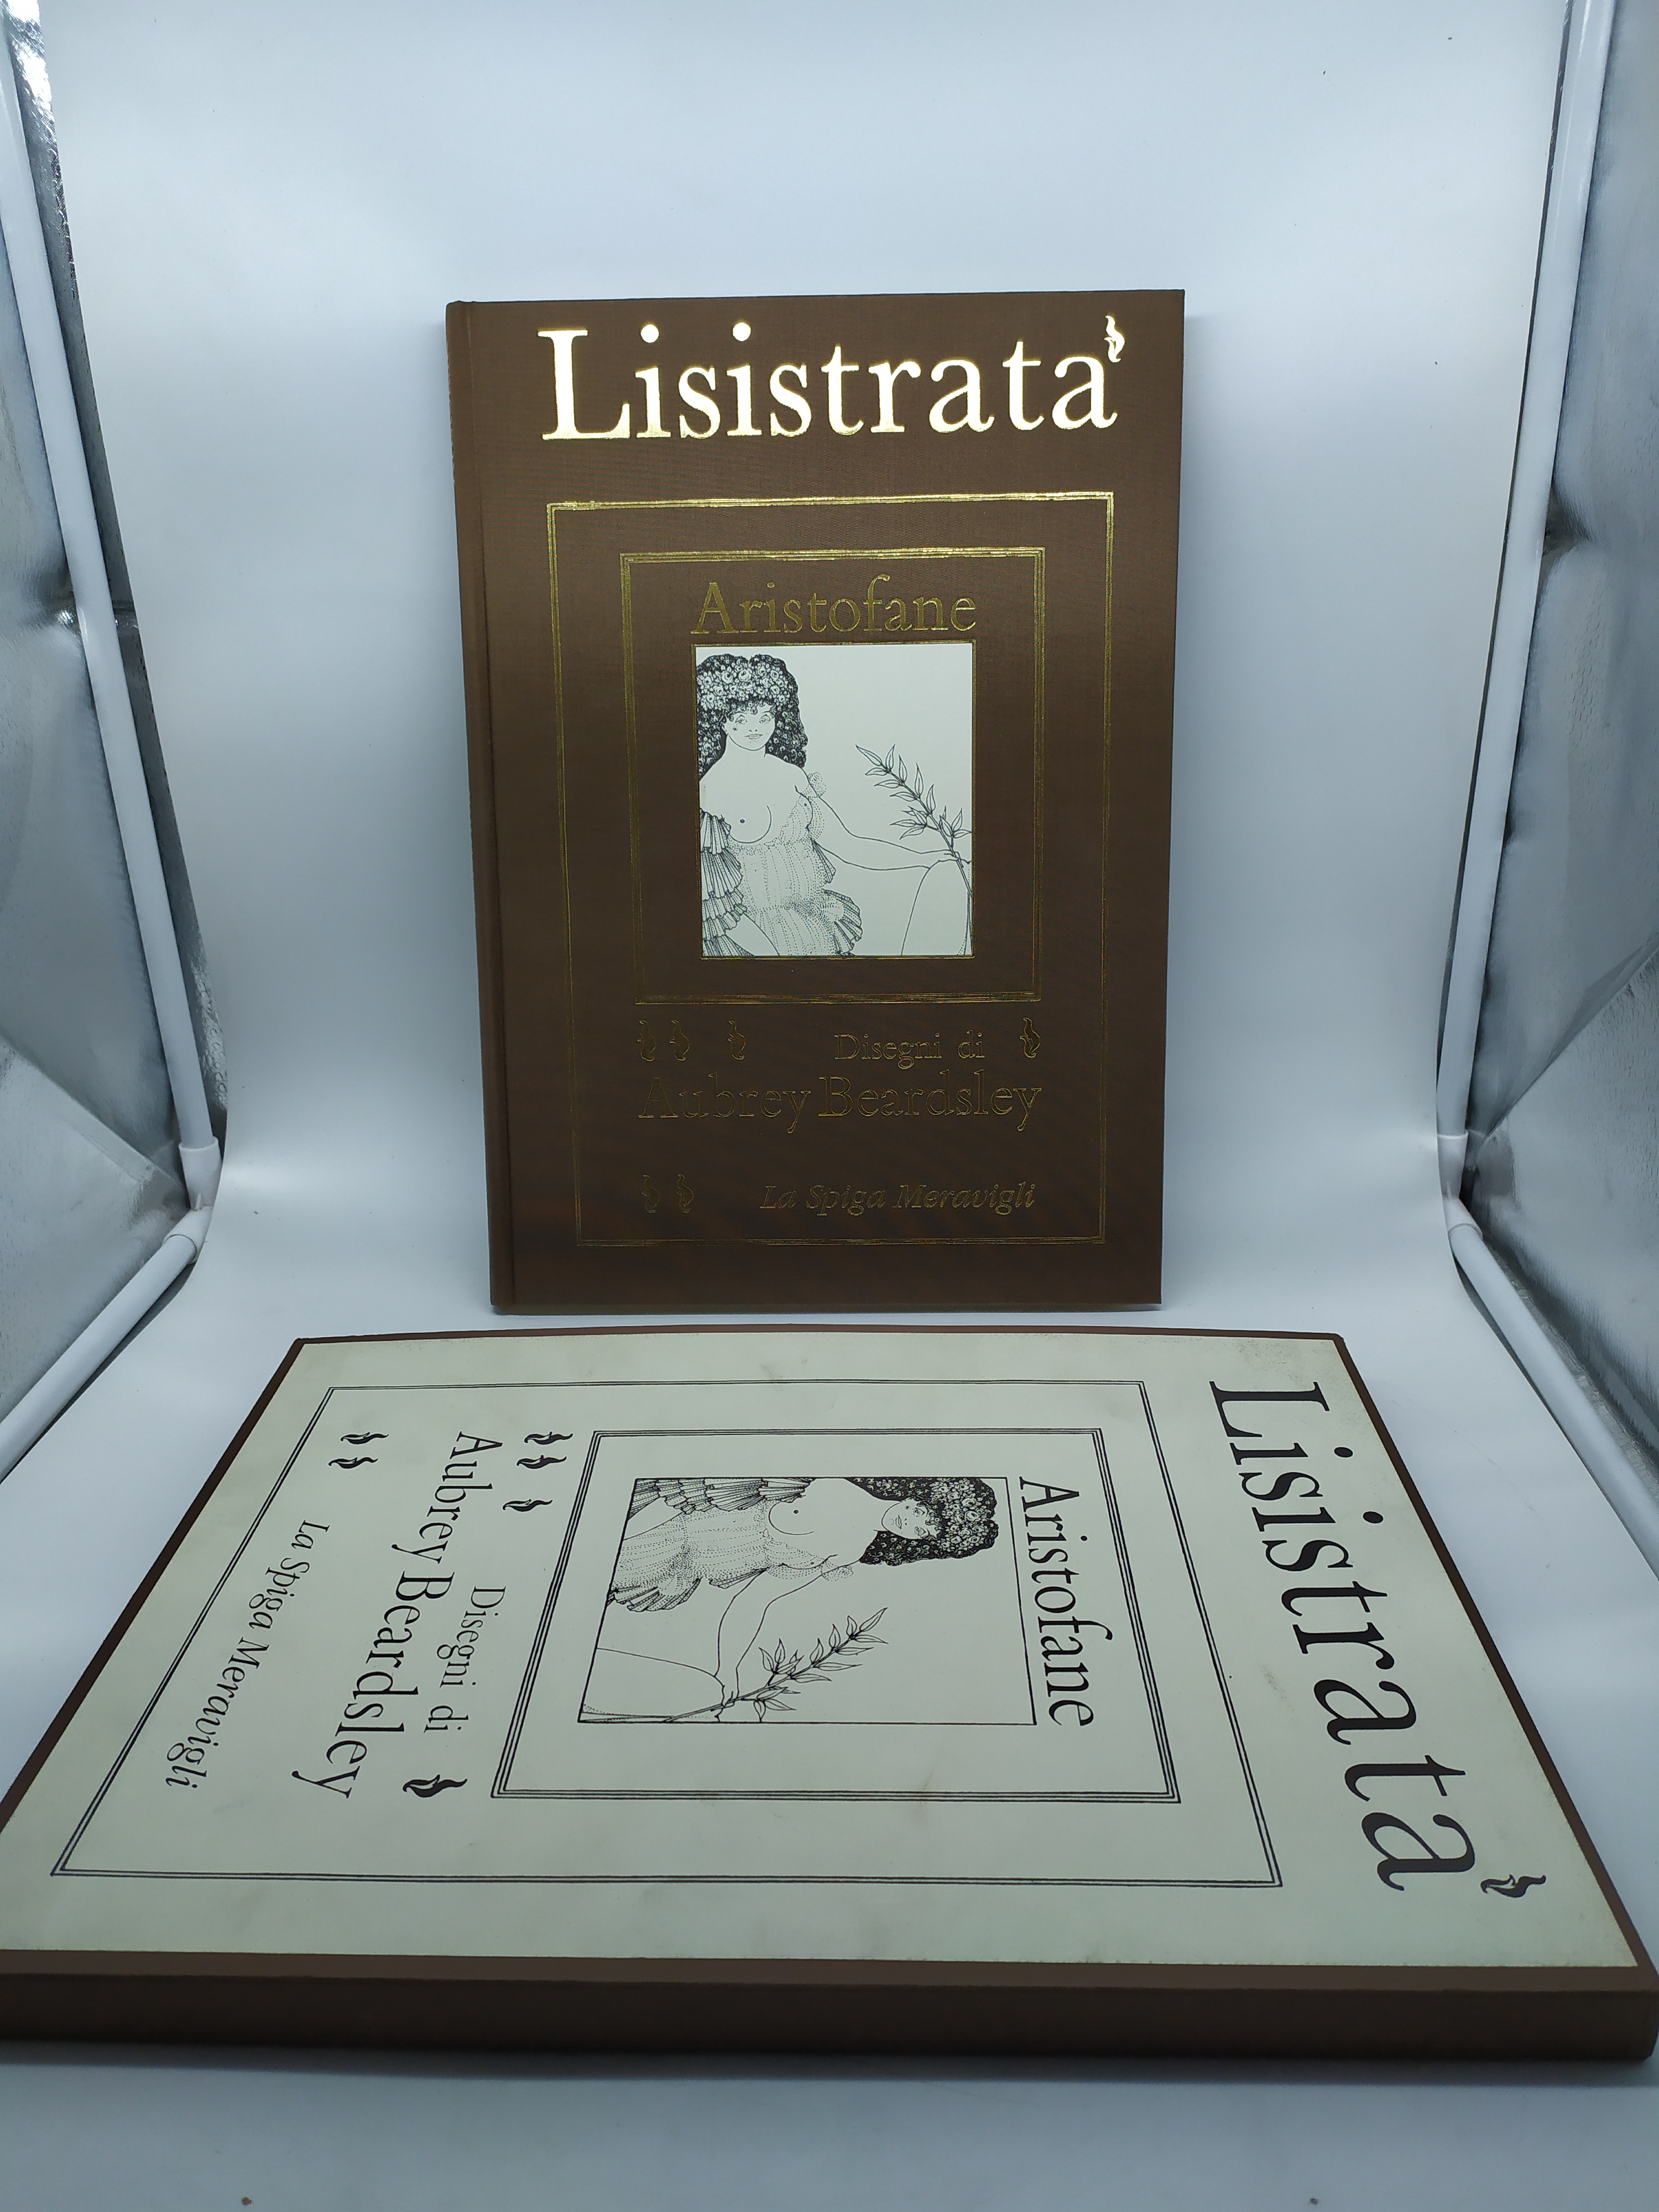 Lisistrata
Aristofane
Disegni di
Aubrey Beardsley
La Spiga Meravigli
Lisistrata
Aristofane
Disegni di
Aubrey Beardsley
La Spiga Meravigli